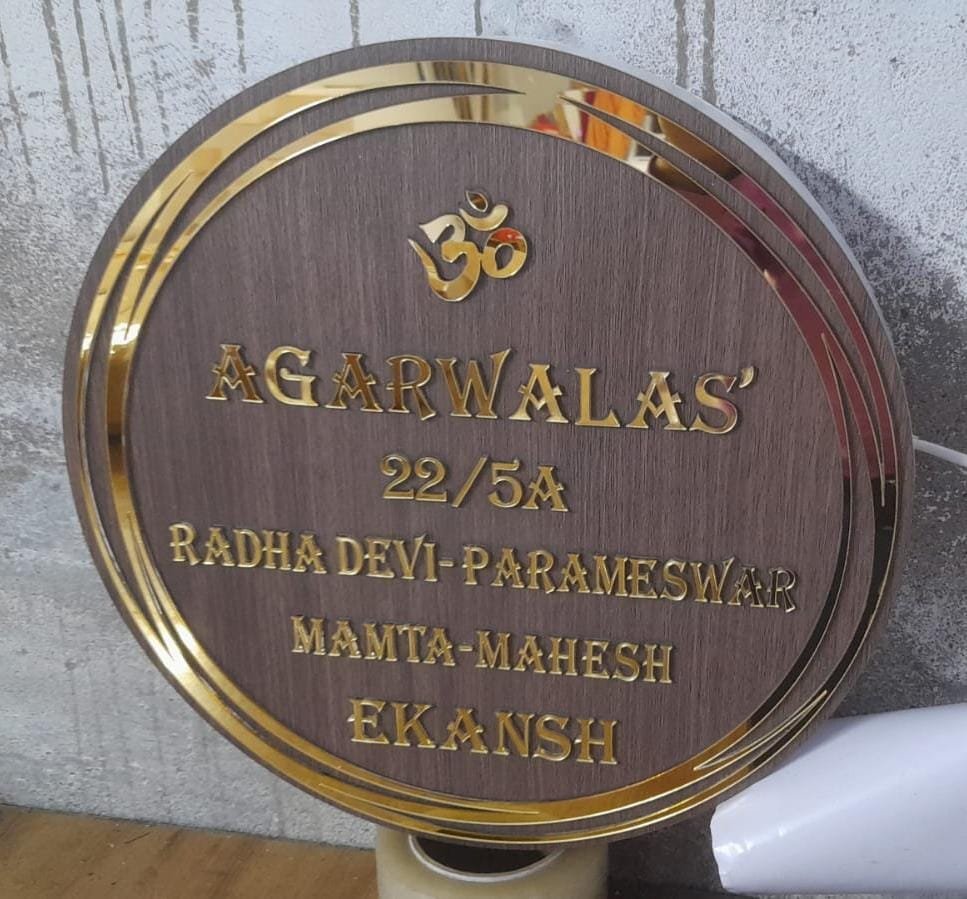 ॐ
AGARWALAS'
22/5A
RADHA DEVI-PARAMESWAR
MAMTA-MAHESH
EKANSH